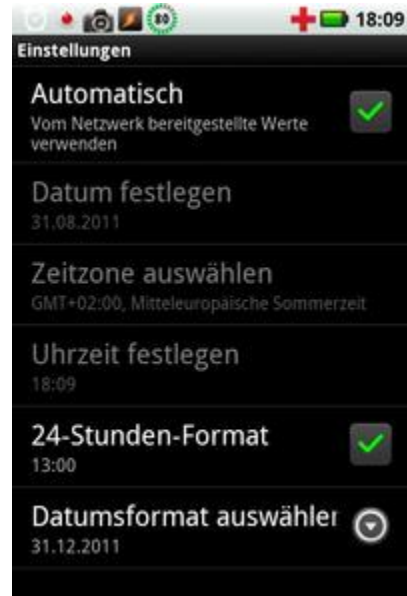 80
18:09
Einstellungen
Automatisch
Vom Netzwerk bereitgestellte Werte
verwenden
Datum festlegen
31.08.2011
Zeitzone auswählen
GMT+02:00, Mitteleuropäische Sommerzeit
Uhrzeit festlegen
18:09
24-Stunden-Format
13:00
Datumsformat auswähler
31.12.2011